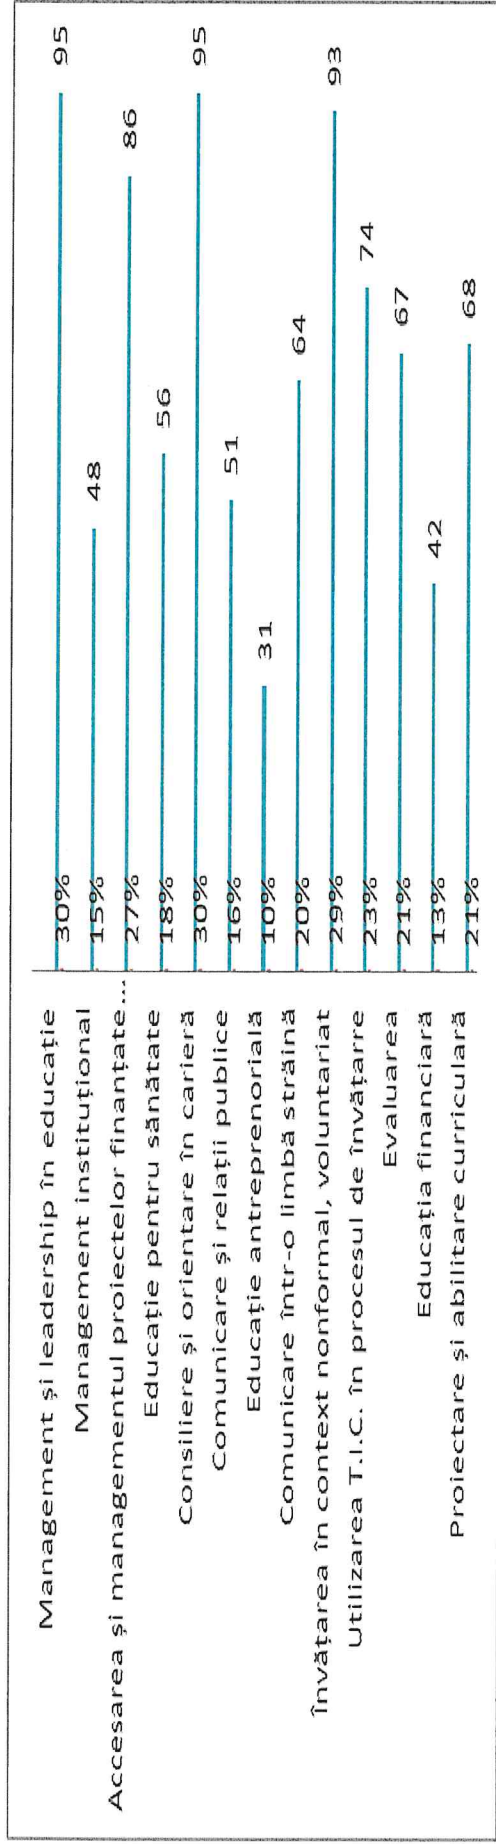 Management și leadership în educație 30% 95
Management instituțional 15% 48
Accesarea și managementul proiectelor finanțate... 27% 86
Educație pentru sănătate 18% 56
Consiliere și orientare în carieră 30% 95
Comunicare și relații publice 16% 51
Educație antreprenorială 10% 31
Comunicare într-o limbă străină 20% 64
Învățarea în context nonformal, voluntariat 29% 93
Utilizarea T.I.C. în procesul de învățarre 23% 74
Evaluarea 21% 67
Educația financiară 13% 42
Proiectare și abilitare curriculară 21% 68